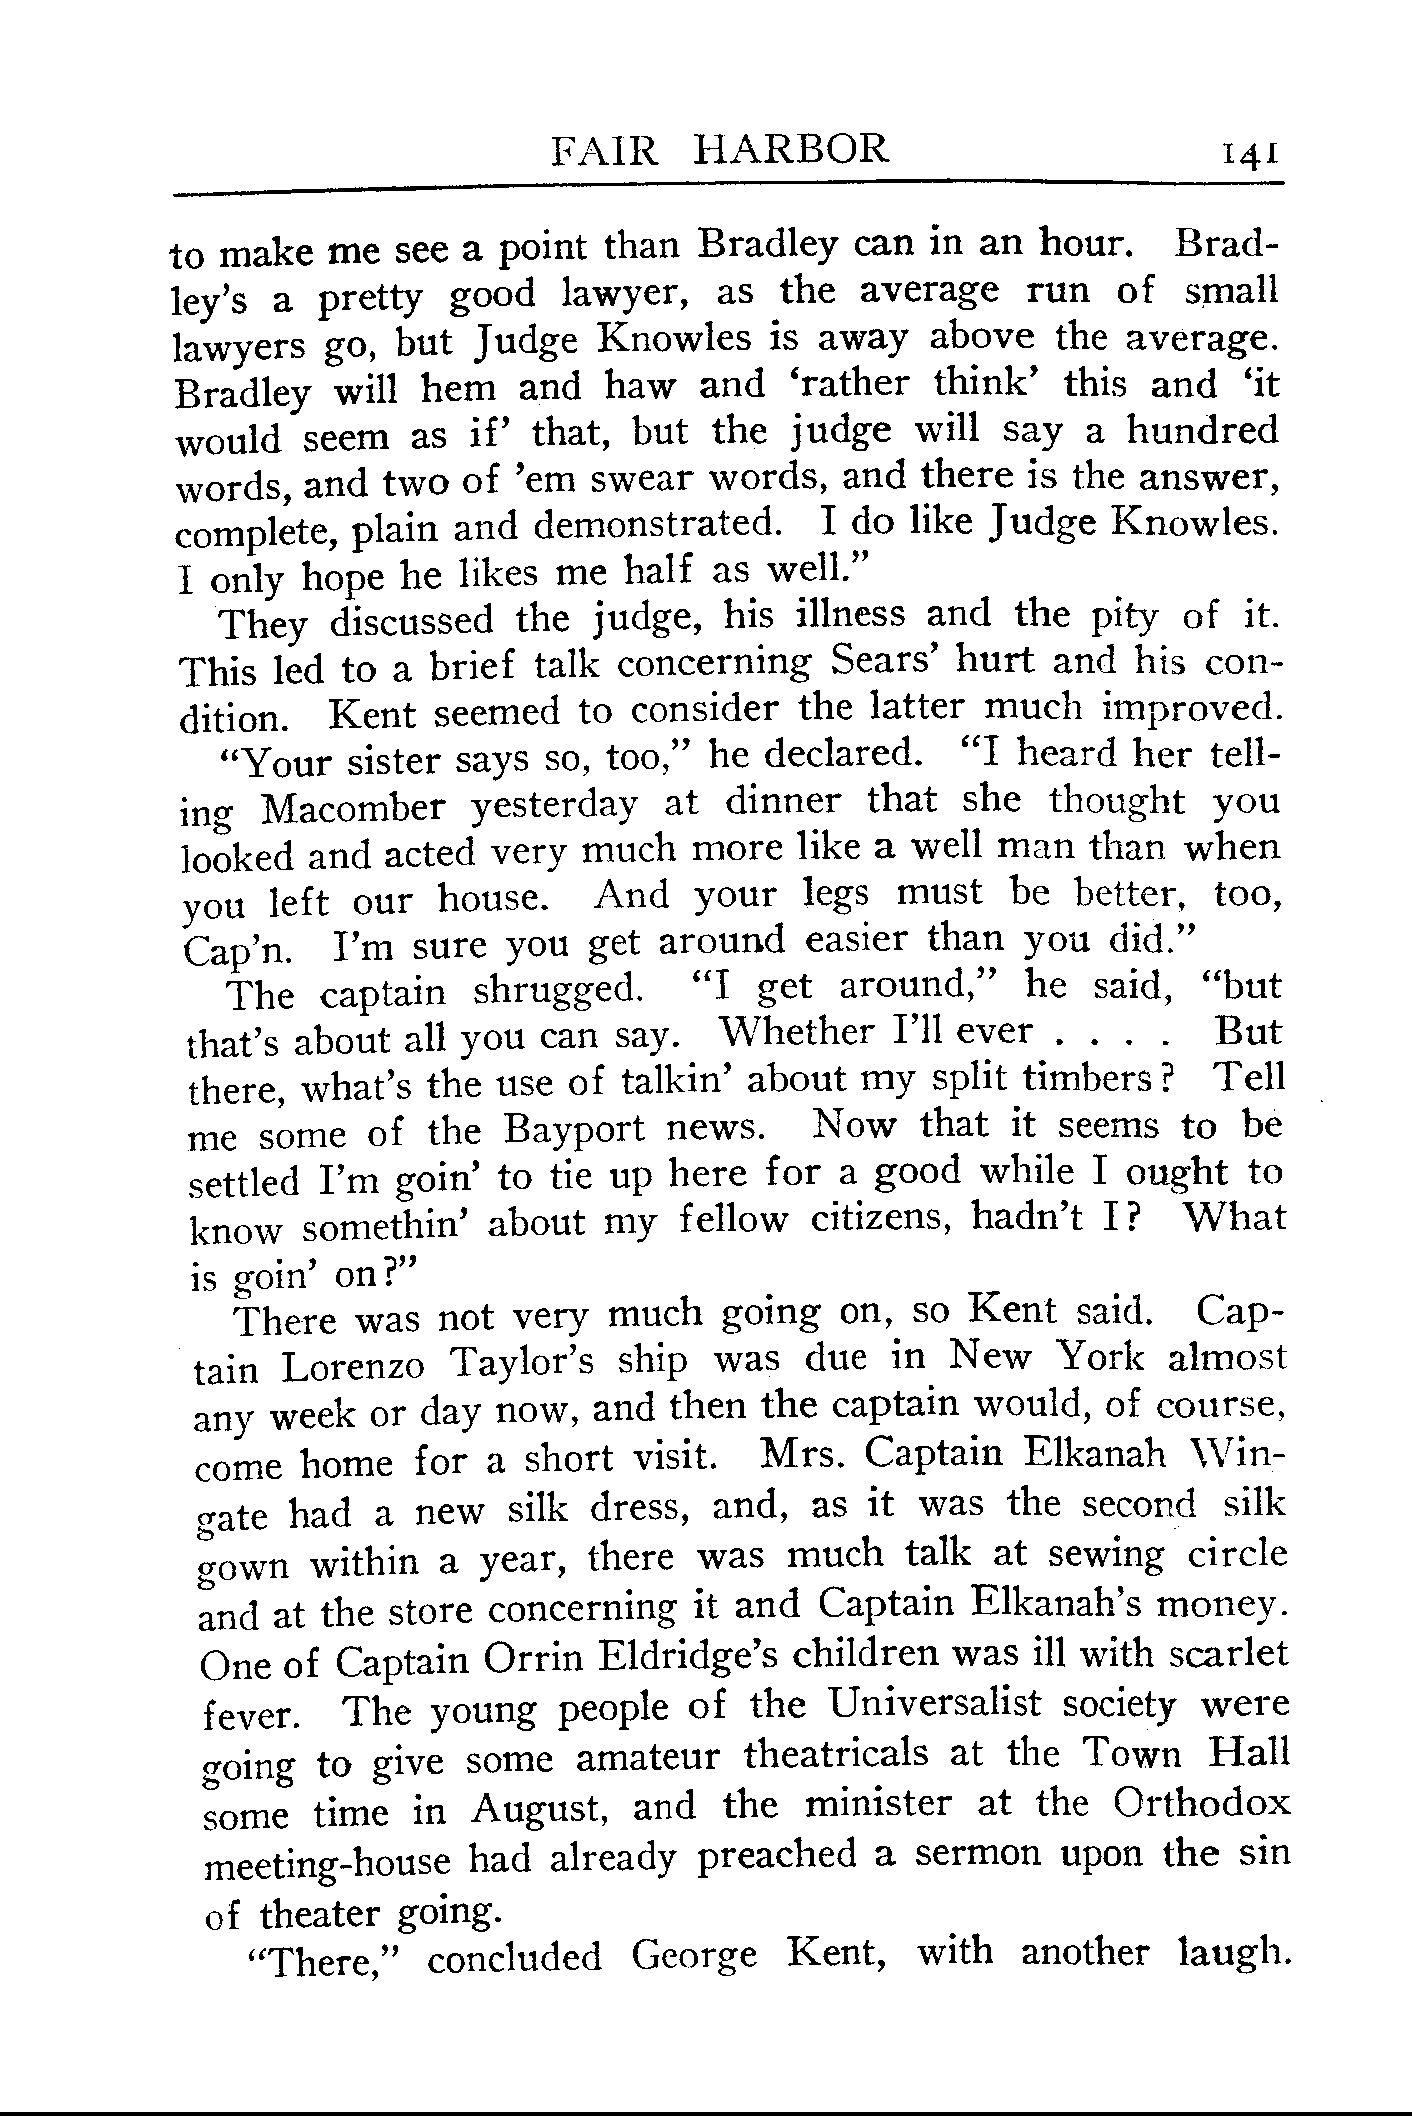 FAIR HARBOR 141
to make me see a point than Bradley can in an hour. Brad-
ley's a pretty good lawyer, as the average run of small
lawyers go, but Judge Knowles is away above the average.
Bradley will hem and haw and ‘rather think’ this and ‘it
would seem as if’ that, but the judge will say a hundred
words, and two of ’em swear words, and there is the answer,
complete, plain and demonstrated. I do like Judge Knowles.
I only hope he likes me half as well.”
They discussed the judge, his illness and the pity of it.
This led to a brief talk concerning Sears’ hurt and his con-
dition. Kent seemed to consider the latter much improved.
“Your sister says so, too,” he declared. “I heard her tell-
ing Macomber yesterday at dinner that she thought you
looked and acted very much more like a well man than when
you left our house. And your legs must be better, too,
Cap’n. I’m sure you get around easier than you did.”
The captain shrugged. “I get around,” he said, “but
that’s about all you can say. Whether I’ll ever . . . . But
there, what’s the use of talkin’ about my split timbers? Tell
me some of the Bayport news. Now that it seems to be
settled I’m goin’ to tie up here for a good while I ought to
know somethin’ about my fellow citizens, hadn’t I? What
is goin’ on?”
There was not very much going on, so Kent said. Cap-
tain Lorenzo Taylor’s ship was due in New York almost
any week or day now, and then the captain would, of course,
come home for a short visit. Mrs. Captain Elkanah Win-
gate had a new silk dress, and, as it was the second silk
gown within a year, there was much talk at sewing circle
and at the store concerning it and Captain Elkanah’s money.
One of Captain Orrin Eldridge’s children was ill with scarlet
fever. The young people of the Universalist society were
going to give some amateur theatricals at the Town Hall
some time in August, and the minister at the Orthodox
meeting-house had already preached a sermon upon the sin
of theater going.
“There,” concluded George Kent, with another laugh.